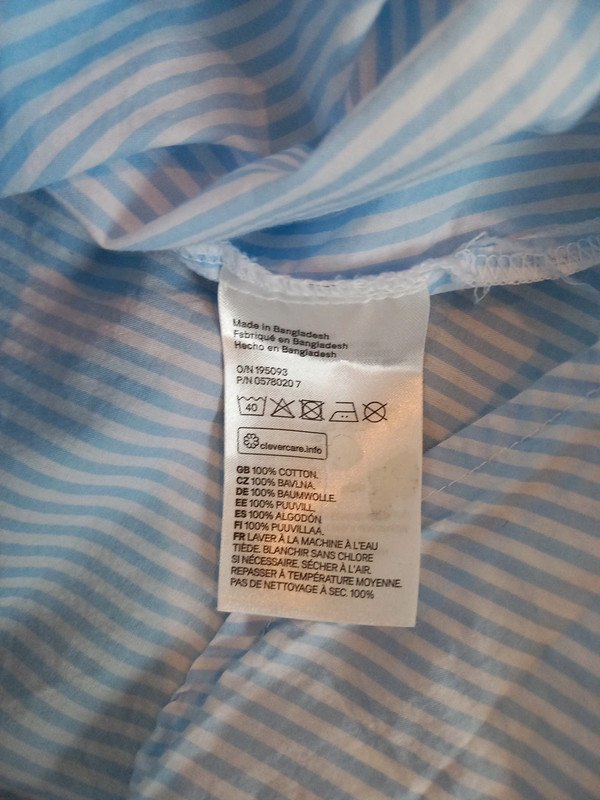 Made in Bangladesh
Fabriqué en Bangladesh
Hecho en Bangladesh
O/N 195093
P/N 0578020 7
40
clevercare.info
GB 100% COTTON.
CZ 100% BAVLNA.
DE 100% BAUMWOLLE.
EE 100% PUUVILL.
ES 100% ALGODÓN.
FI 100% PUUVILLAA.
FR LAVER À LA MACHINE À L'EAU
TIÈDE. BLANCHIR SANS CHLORE
SI NÉCESSAIRE. SÉCHER À L'AIR.
REPASSER À TEMPÉRATURE MOYENNE.
PAS DE NETTOYAGE À SEC. 100%